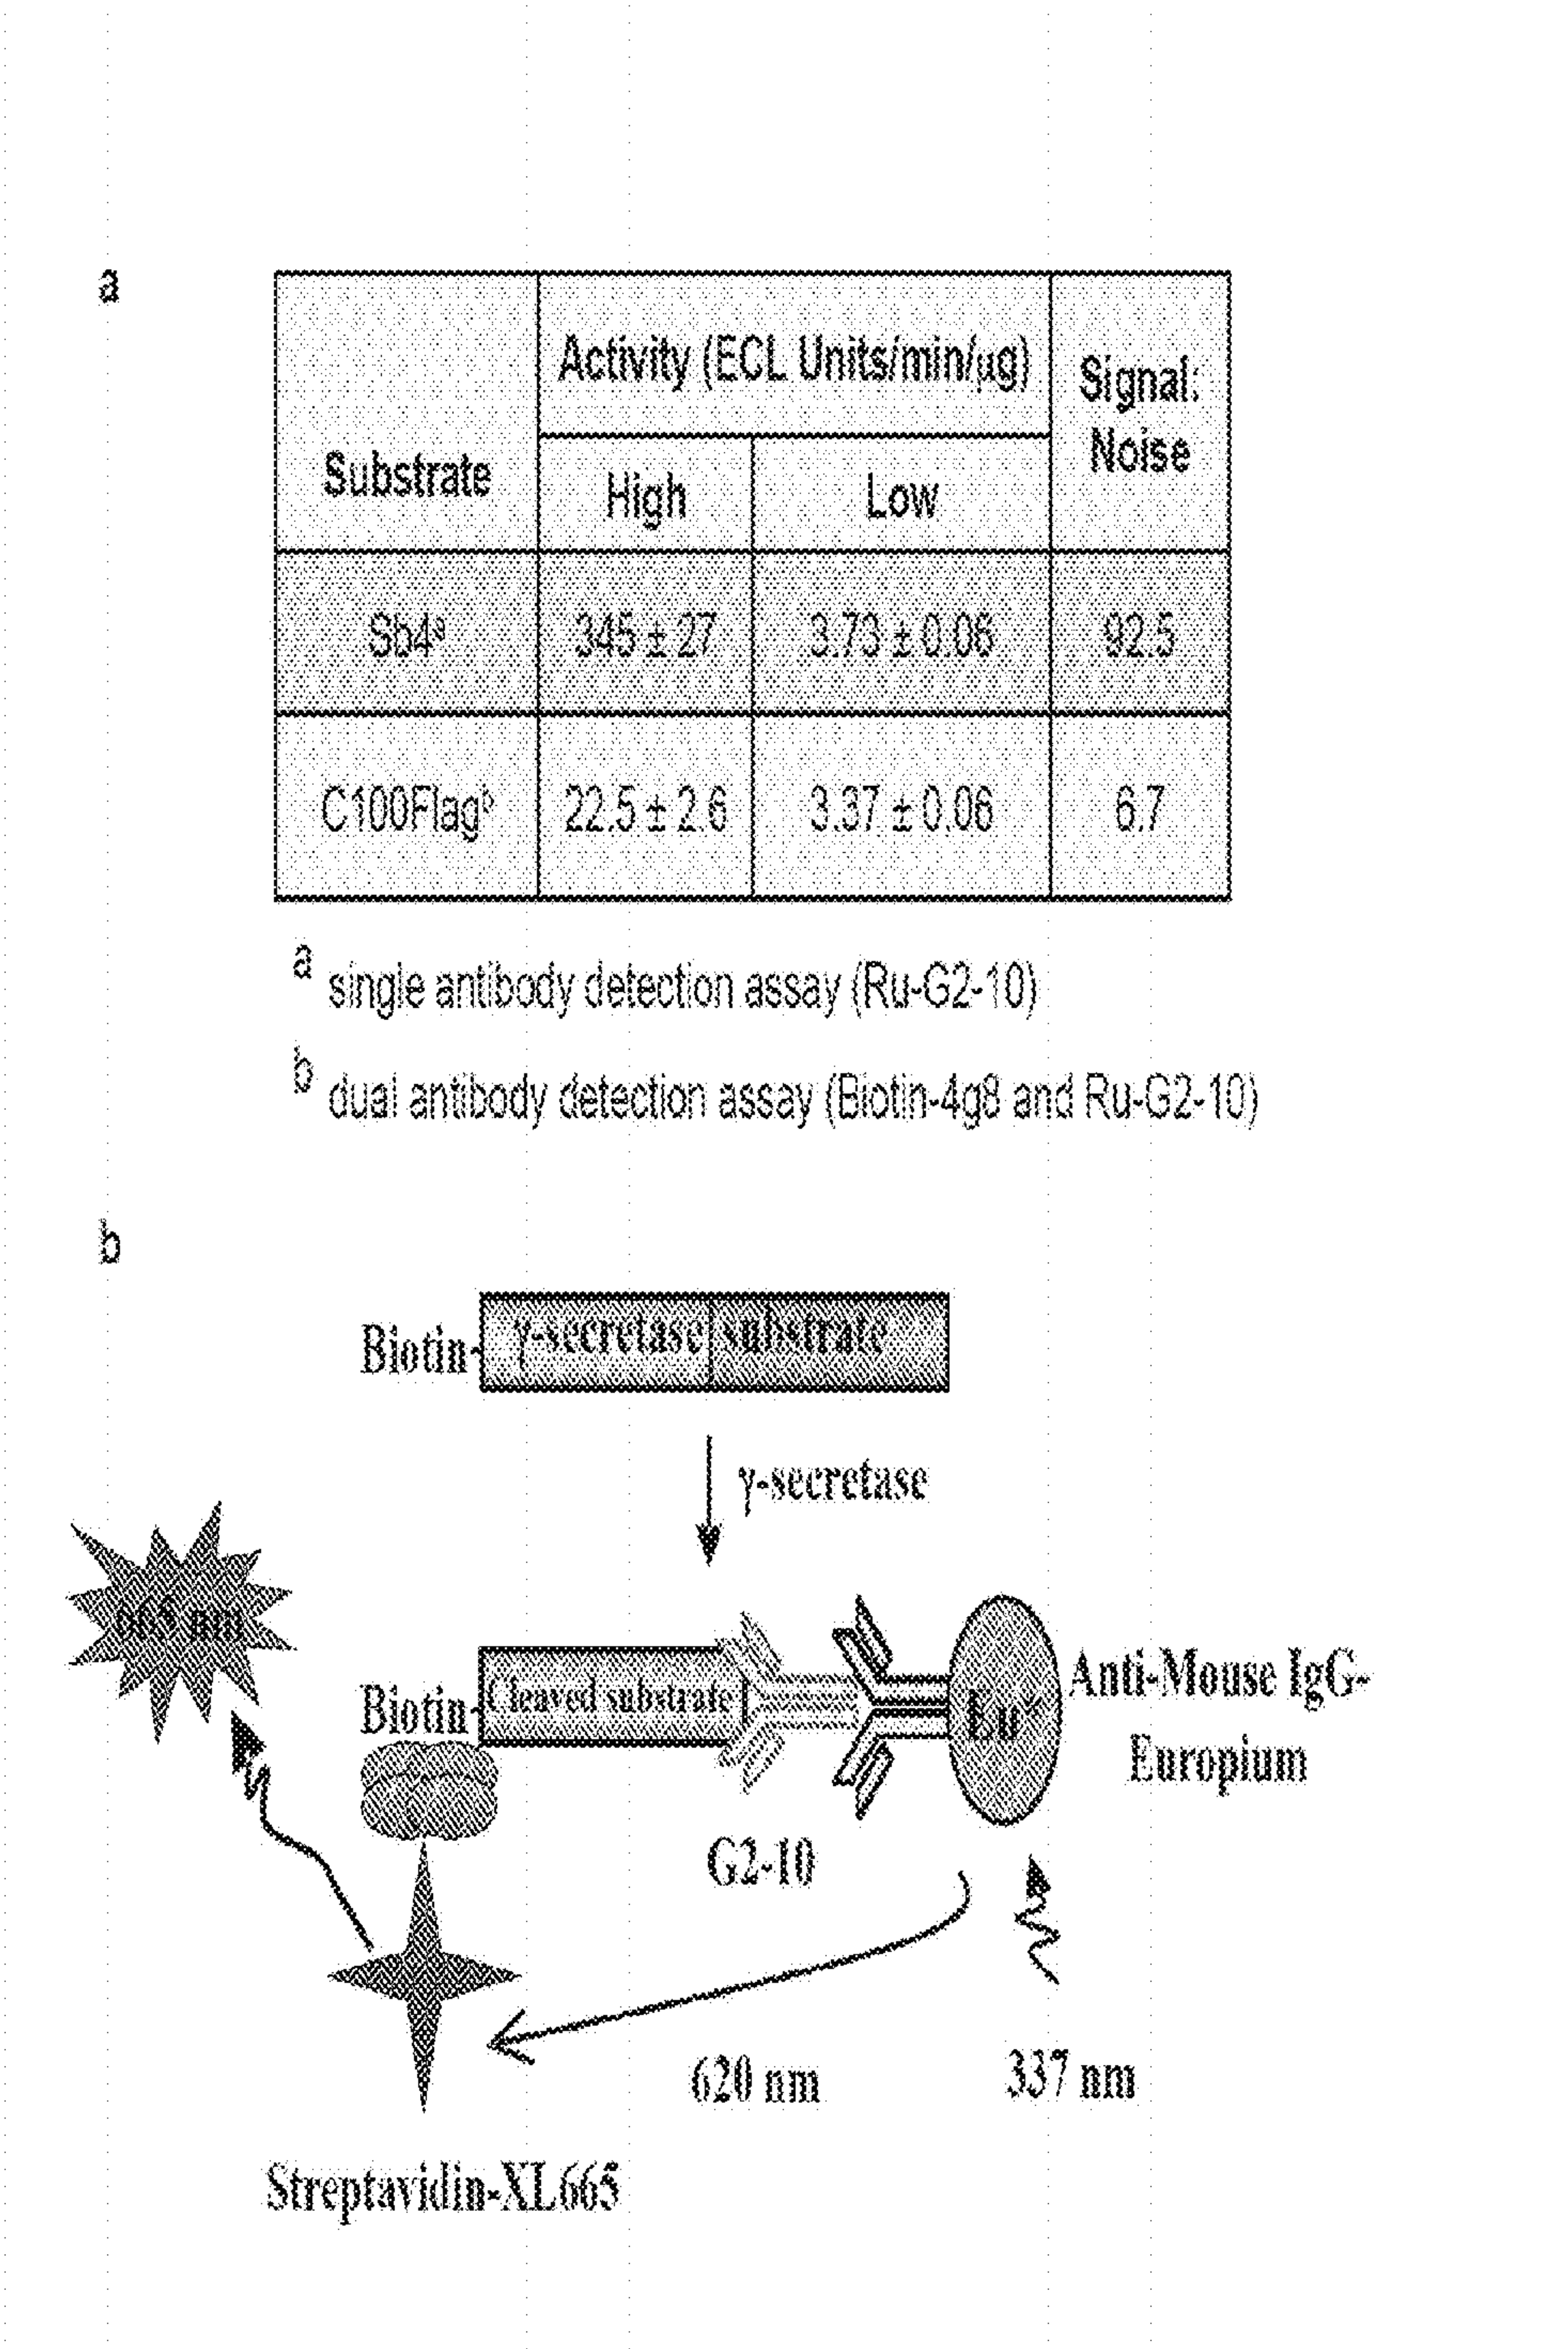 a
Activity (ECL Units/min/µg)
Signal:
Noise
Substrate
High
Low
Sb4ᵃ
345 ± 27
3.73 ± 0.06
92.5
C100Flagᵇ
22.5 ± 2.6
3.37 ± 0.06
6.7
a single antibody detection assay (Ru-G2-10)
b dual antibody detection assay (Biotin-4g8 and Ru-G2-10)
b
Biotin-
γ-secretase substrate
γ-secretase
665 nm
Biotin-
Cleaved substrate
Anti-Mouse IgG-
Europium
G2-10
620 nm
337 nm
Streptavidin-XL665